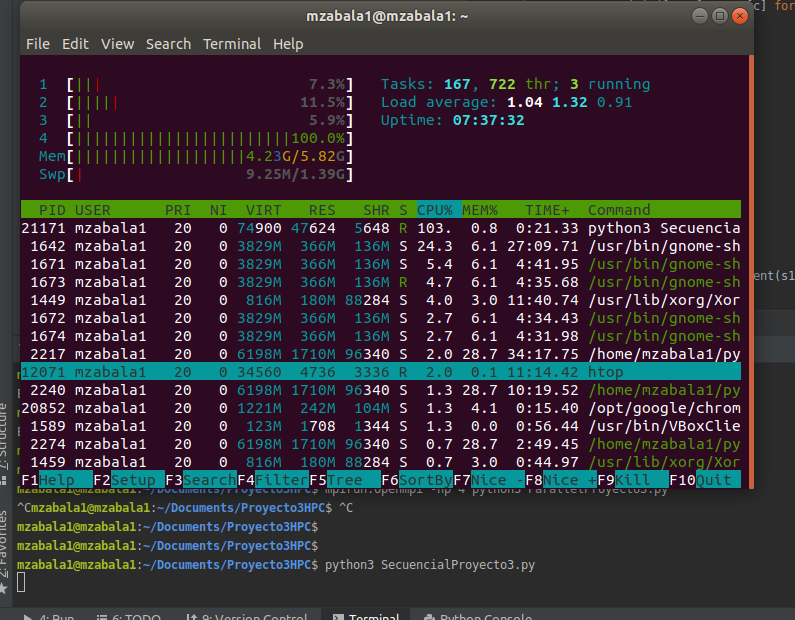 c] for
mzabala1@mzabala1: ~
File Edit View Search Terminal Help
1 [||| 7.3%] Tasks: 167, 722 thr; 3 running
2 [||||| 11.5%] Load average: 1.04 1.32 0.91
3 [|| 5.9%] Uptime: 07:37:32
4 [||||||||||||||||||||||||100.0%]
Mem[|||||||||||||||||||4.23G/5.82G]
Swp[| 9.25M/1.39G]
PID USER PRI NI VIRT RES SHR S CPU% MEM% TIME+ Command
21171 mzabala1 20 0 74900 47624 5648 R 103. 0.8 0:21.33 python3 Secuencia
1642 mzabala1 20 0 3829M 366M 136M S 24.3 6.1 27:09.71 /usr/bin/gnome-sh
1671 mzabala1 20 0 3829M 366M 136M S 5.4 6.1 4:41.95 /usr/bin/gnome-sh
1673 mzabala1 20 0 3829M 366M 136M R 4.7 6.1 4:35.68 /usr/bin/gnome-sh
1449 mzabala1 20 0 816M 180M 88284 S 4.0 3.0 11:40.74 /usr/lib/xorg/Xor
1672 mzabala1 20 0 3829M 366M 136M S 2.7 6.1 4:34.43 /usr/bin/gnome-sh
1674 mzabala1 20 0 3829M 366M 136M S 2.7 6.1 4:31.98 /usr/bin/gnome-sh
2217 mzabala1 20 0 6198M 1710M 96340 S 2.0 28.7 34:17.75 /home/mzabala1/py
12071 mzabala1 20 0 34560 4736 3336 R 2.0 0.1 11:14.42 htop
2240 mzabala1 20 0 6198M 1710M 96340 S 1.3 28.7 10:19.52 /home/mzabala1/py
20852 mzabala1 20 0 1221M 242M 104M S 1.3 4.1 0:15.40 /opt/google/chrom
1589 mzabala1 20 0 123M 1708 1344 S 1.3 0.0 0:56.44 /usr/bin/VBoxClie
2274 mzabala1 20 0 6198M 1710M 96340 S 0.7 28.7 2:49.45 /home/mzabala1/py
1459 mzabala1 20 0 816M 180M 88284 S 0.7 3.0 0:44.97 /usr/lib/xorg/Xor
F1Help F2Setup F3SearchF4FilterF5Tree F6SortByF7Nice -F8Nice +F9Kill F10Quit
ent(s1
mzabala1@mzabala1:~/Documents/Proyecto3HPC$ mpirun.openmpi -np 4 python3 ParallelProyecto3.py
^Cmzabala1@mzabala1:~/Documents/Proyecto3HPC$ ^C
mzabala1@mzabala1:~/Documents/Proyecto3HPC$
mzabala1@mzabala1:~/Documents/Proyecto3HPC$
mzabala1@mzabala1:~/Documents/Proyecto3HPC$ python3 SecuencialProyecto3.py
7: Structure
2: Favorites
4: Run 6: TODO 9: Version Control Terminal Python Console